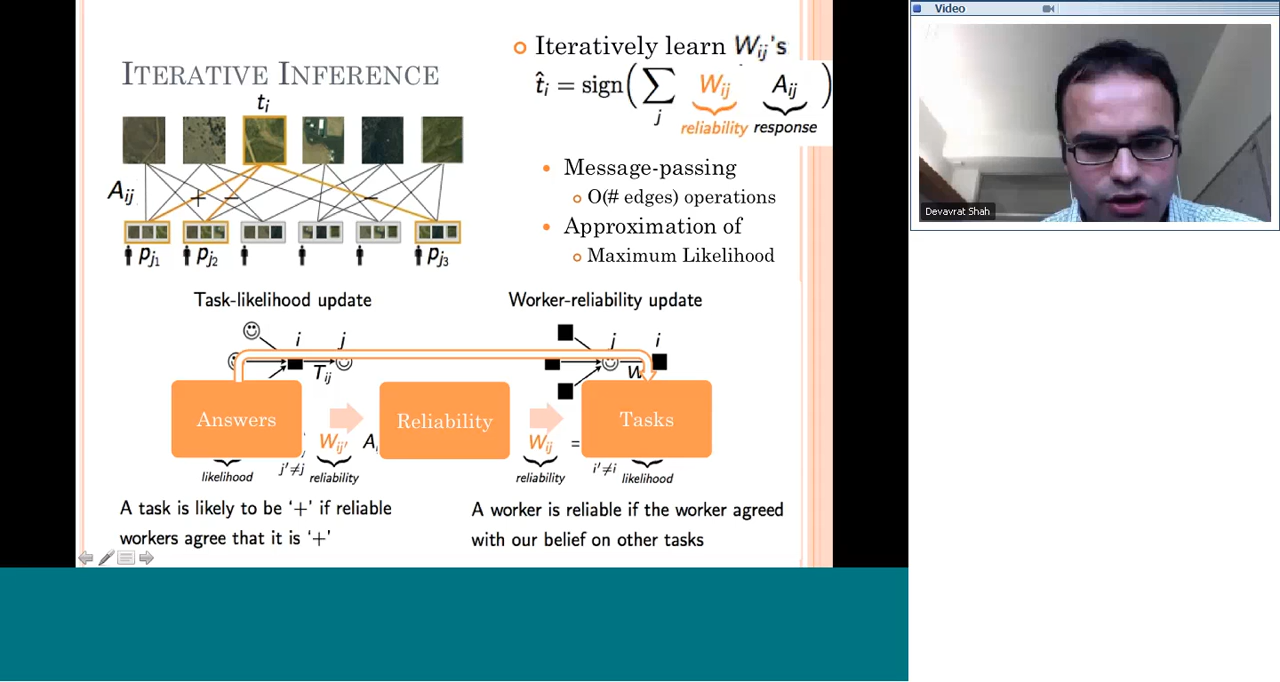 Video
ITERATIVE INFERENCE
Iteratively learn W_ij's
t̂_i = sign( ∑_j W_ij A_ij )
reliability response
t_i
Message-passing
O(# edges) operations
Approximation of
Maximum Likelihood
A_ij
+ − −
p_j1 p_j2 p_j3
Devavrat Shah
Task-likelihood update
i j
T_ij
Answers
Reliability
W_ij'
j'≠j
likelihood reliability
A task is likely to be '+' if reliable
workers agree that it is '+'
Worker-reliability update
j i
W
Tasks
W_ij =
i'≠i
reliability likelihood
A worker is reliable if the worker agreed
with our belief on other tasks